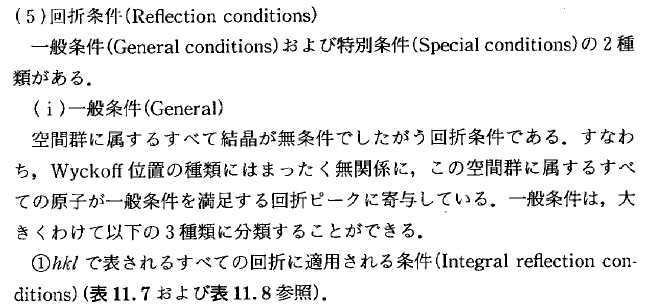 (5)回折条件(Reflection conditions)
一般条件(General conditions)および特別条件(Special conditions)の2種
類がある.
(i)一般条件(General)
空間群に属するすべて結晶が無条件でしたがう回折条件である.すなわ
ち,Wyckoff位置の種類にはまったく無関係に,この空間群に属するすべ
ての原子が一般条件を満足する回折ピークに寄与している.一般条件は,大
きくわけて以下の3種類に分類することができる.
①hklで表されるすべての回折に適用される条件(Integral reflection con-
ditions)(表11.7および表11.8参照).